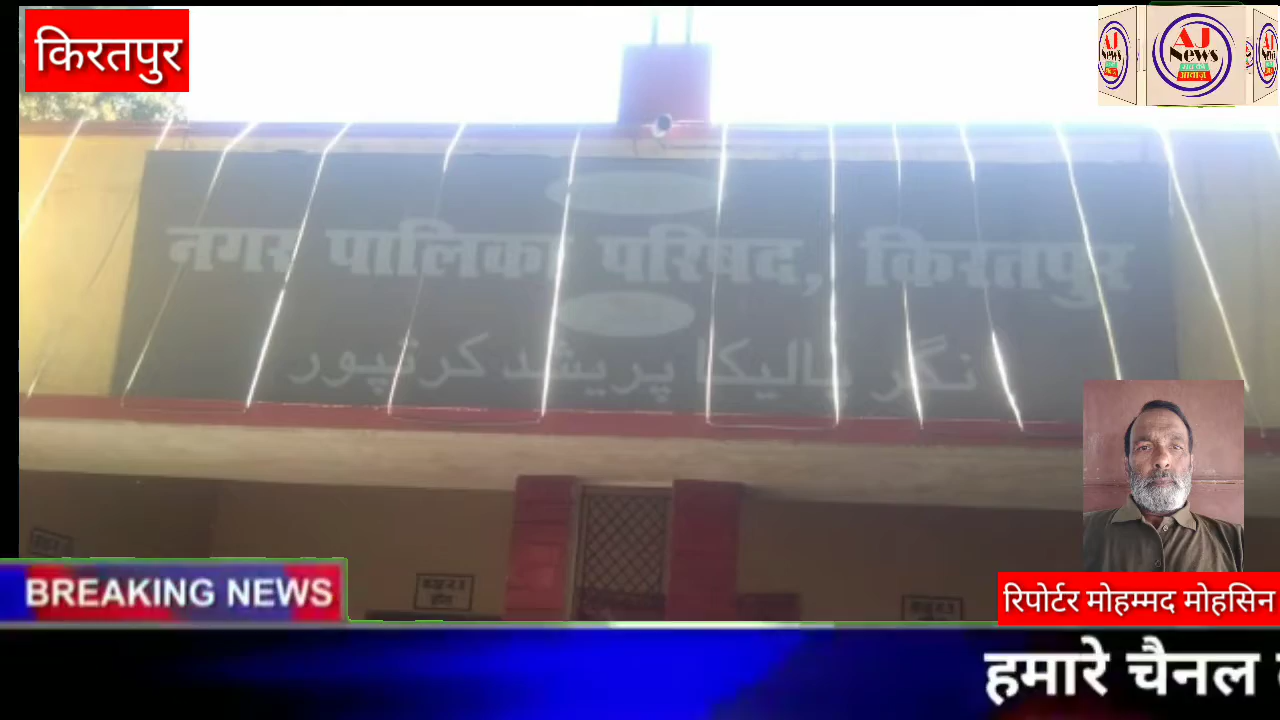 किरतपुर
AJ
News
आवाज़
नगर पालिका परिषद, किरतपुर
نگر پالیکا پریشد کرتپور
BREAKING NEWS
रिपोर्टर मोहम्मद मोहसिन
हमारे चैनल